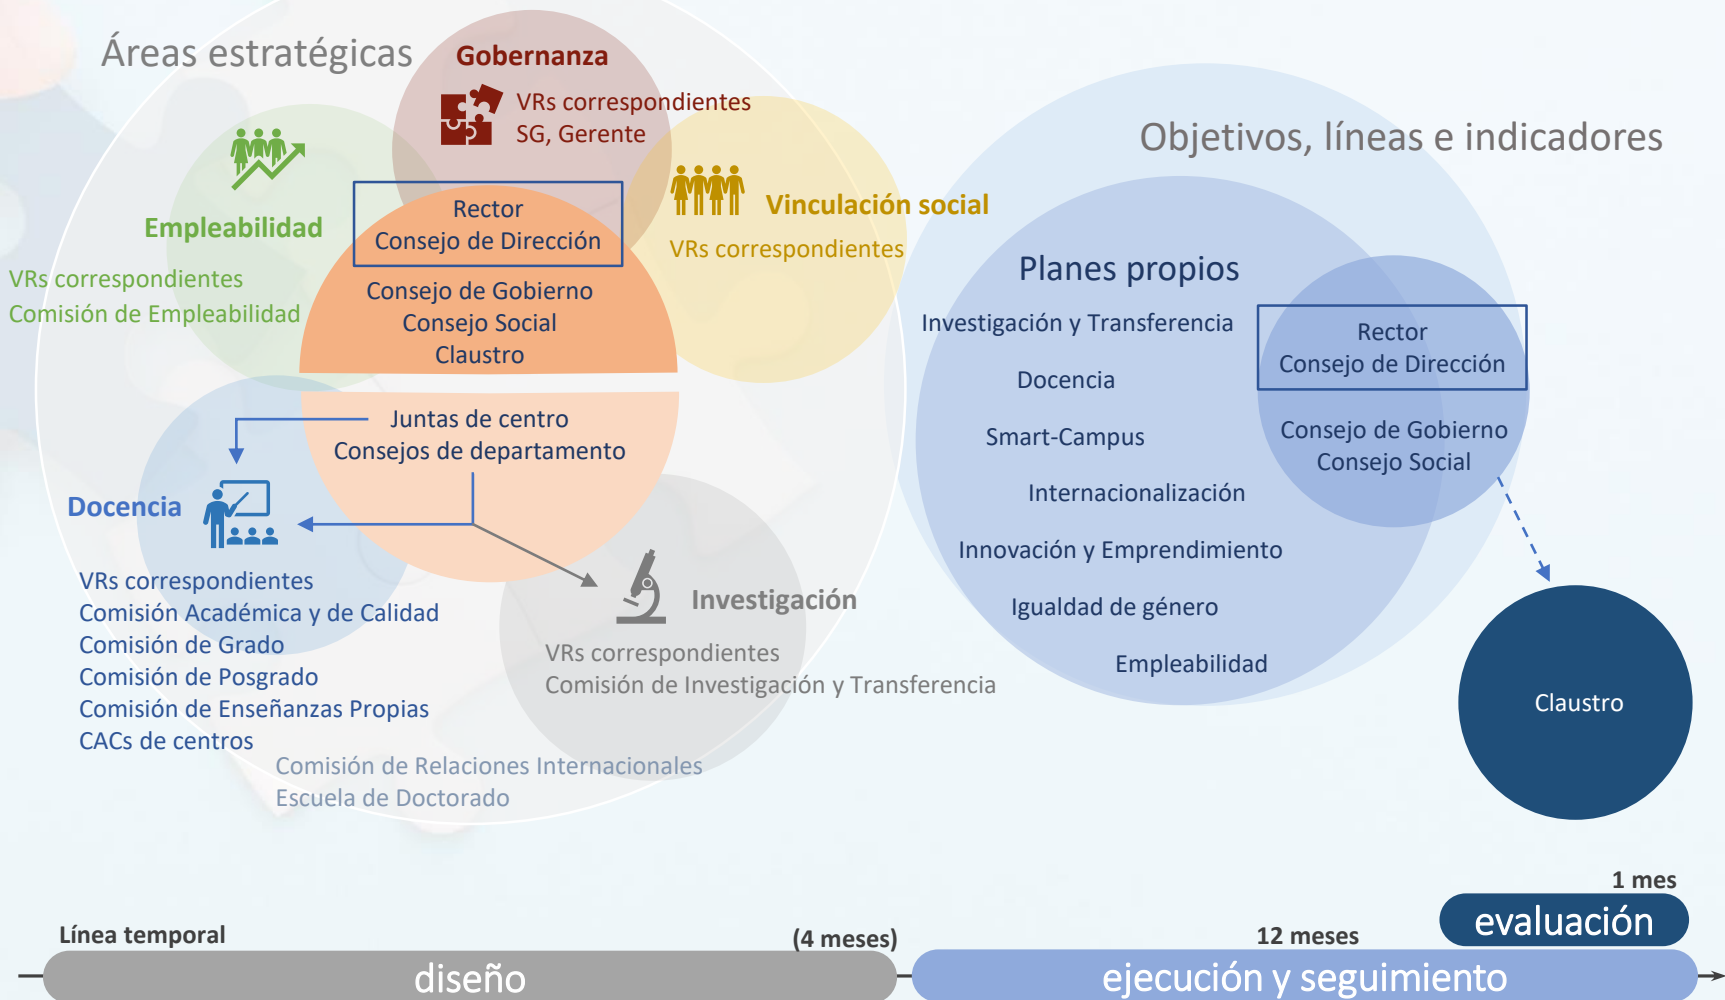 Áreas estratégicas
Gobernanza
VRs correspondientes
SG, Gerente
Empleabilidad
VRs correspondientes
Comisión de Empleabilidad
Vinculación social
VRs correspondientes
Rector
Consejo de Dirección
Consejo de Gobierno
Consejo Social
Claustro
Juntas de centro
Consejos de departamento
Docencia
VRs correspondientes
Comisión Académica y de Calidad
Comisión de Grado
Comisión de Posgrado
Comisión de Enseñanzas Propias
CACs de centros
Investigación
VRs correspondientes
Comisión de Investigación y Transferencia
Comisión de Relaciones Internacionales
Escuela de Doctorado
Objetivos, líneas e indicadores
Planes propios
Investigación y Transferencia
Docencia
Smart-Campus
Internacionalización
Innovación y Emprendimiento
Igualdad de género
Empleabilidad
Rector
Consejo de Dirección
Consejo de Gobierno
Consejo Social
Claustro
Línea temporal
(4 meses)
diseño
12 meses
ejecución y seguimiento
1 mes
evaluación